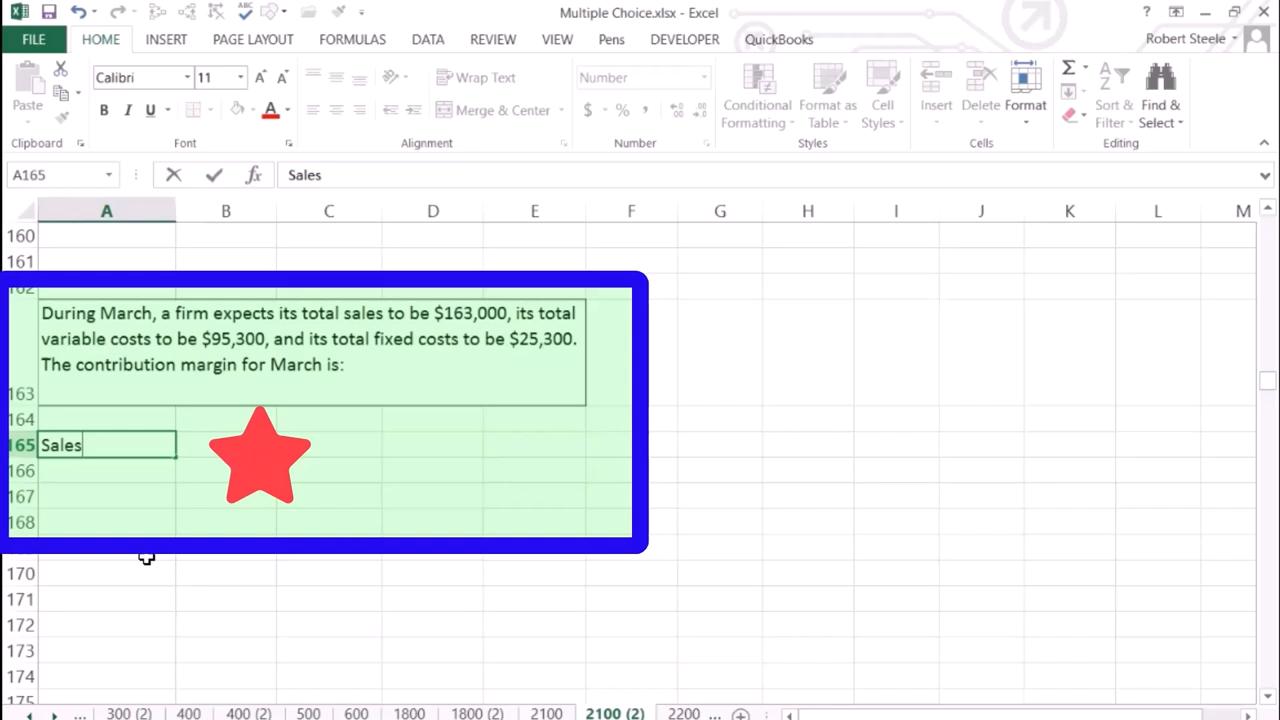 Multiple Choice.xlsx - Excel
FILE HOME INSERT PAGE LAYOUT FORMULAS DATA REVIEW VIEW Pens DEVELOPER QuickBooks Robert Steele
Calibri 11 Wrap Text Number
Paste B I U Merge & Center $ % , Conditional Formatting Format as Table Cell Styles Insert Delete Format Sort & Filter Find & Select
Clipboard Font Alignment Number Styles Cells Editing
A165 fx Sales
A B C D E F G H I J K L M
160
161
162
During March, a firm expects its total sales to be $163,000, its total
variable costs to be $95,300, and its total fixed costs to be $25,300.
The contribution margin for March is:
163
164
165 Sales
166
167
168
170
171
172
173
174
175
... 300 (2) 400 400 (2) 500 600 1800 1800 (2) 2100 2100 (2) 2200 ...